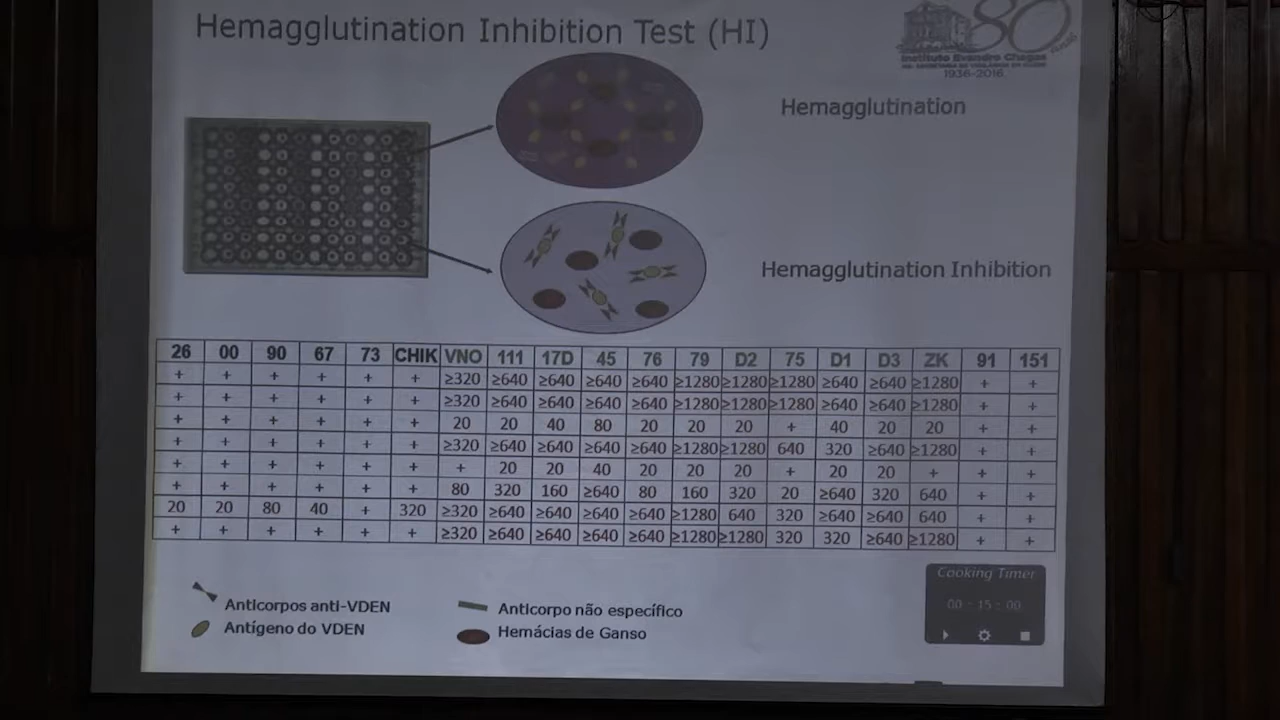 Hemagglutination Inhibition Test (HI)
80 anos
Instituto Evandro Chagas
1936-2016
Hemagglutination
Hemagglutination Inhibition
26 00 90 67 73 CHIK VNO 111 17D 45 76 79 D2 75 D1 D3 ZK 91 151
+ + + + + + ≥320 ≥640 ≥640 ≥640 ≥640 ≥1280 ≥1280 ≥1280 ≥640 ≥640 ≥1280 + +
+ + + + + + ≥320 ≥640 ≥640 ≥640 ≥640 ≥1280 ≥1280 ≥1280 ≥640 ≥640 ≥1280 + +
+ + + + + + 20 20 40 80 20 20 20 + 40 20 20 + +
+ + + + + + ≥320 ≥640 ≥640 ≥640 ≥640 ≥1280 ≥1280 640 320 ≥640 ≥1280 + +
+ + + + + + + 20 20 40 20 20 20 + 20 20 + + +
+ + + + + + 80 320 160 ≥640 80 160 320 20 ≥640 320 640 + +
20 20 80 40 + 320 ≥320 ≥640 ≥640 ≥640 ≥640 ≥1280 640 320 ≥640 ≥640 640 + +
+ + + + + + ≥320 ≥640 ≥640 ≥640 ≥640 ≥1280 ≥1280 320 320 ≥640 ≥1280 + +
Anticorpos anti-VDEN
Antígeno do VDEN
Anticorpo não específico
Hemácias de Ganso
Cooking Timer
00 : 15 : 00